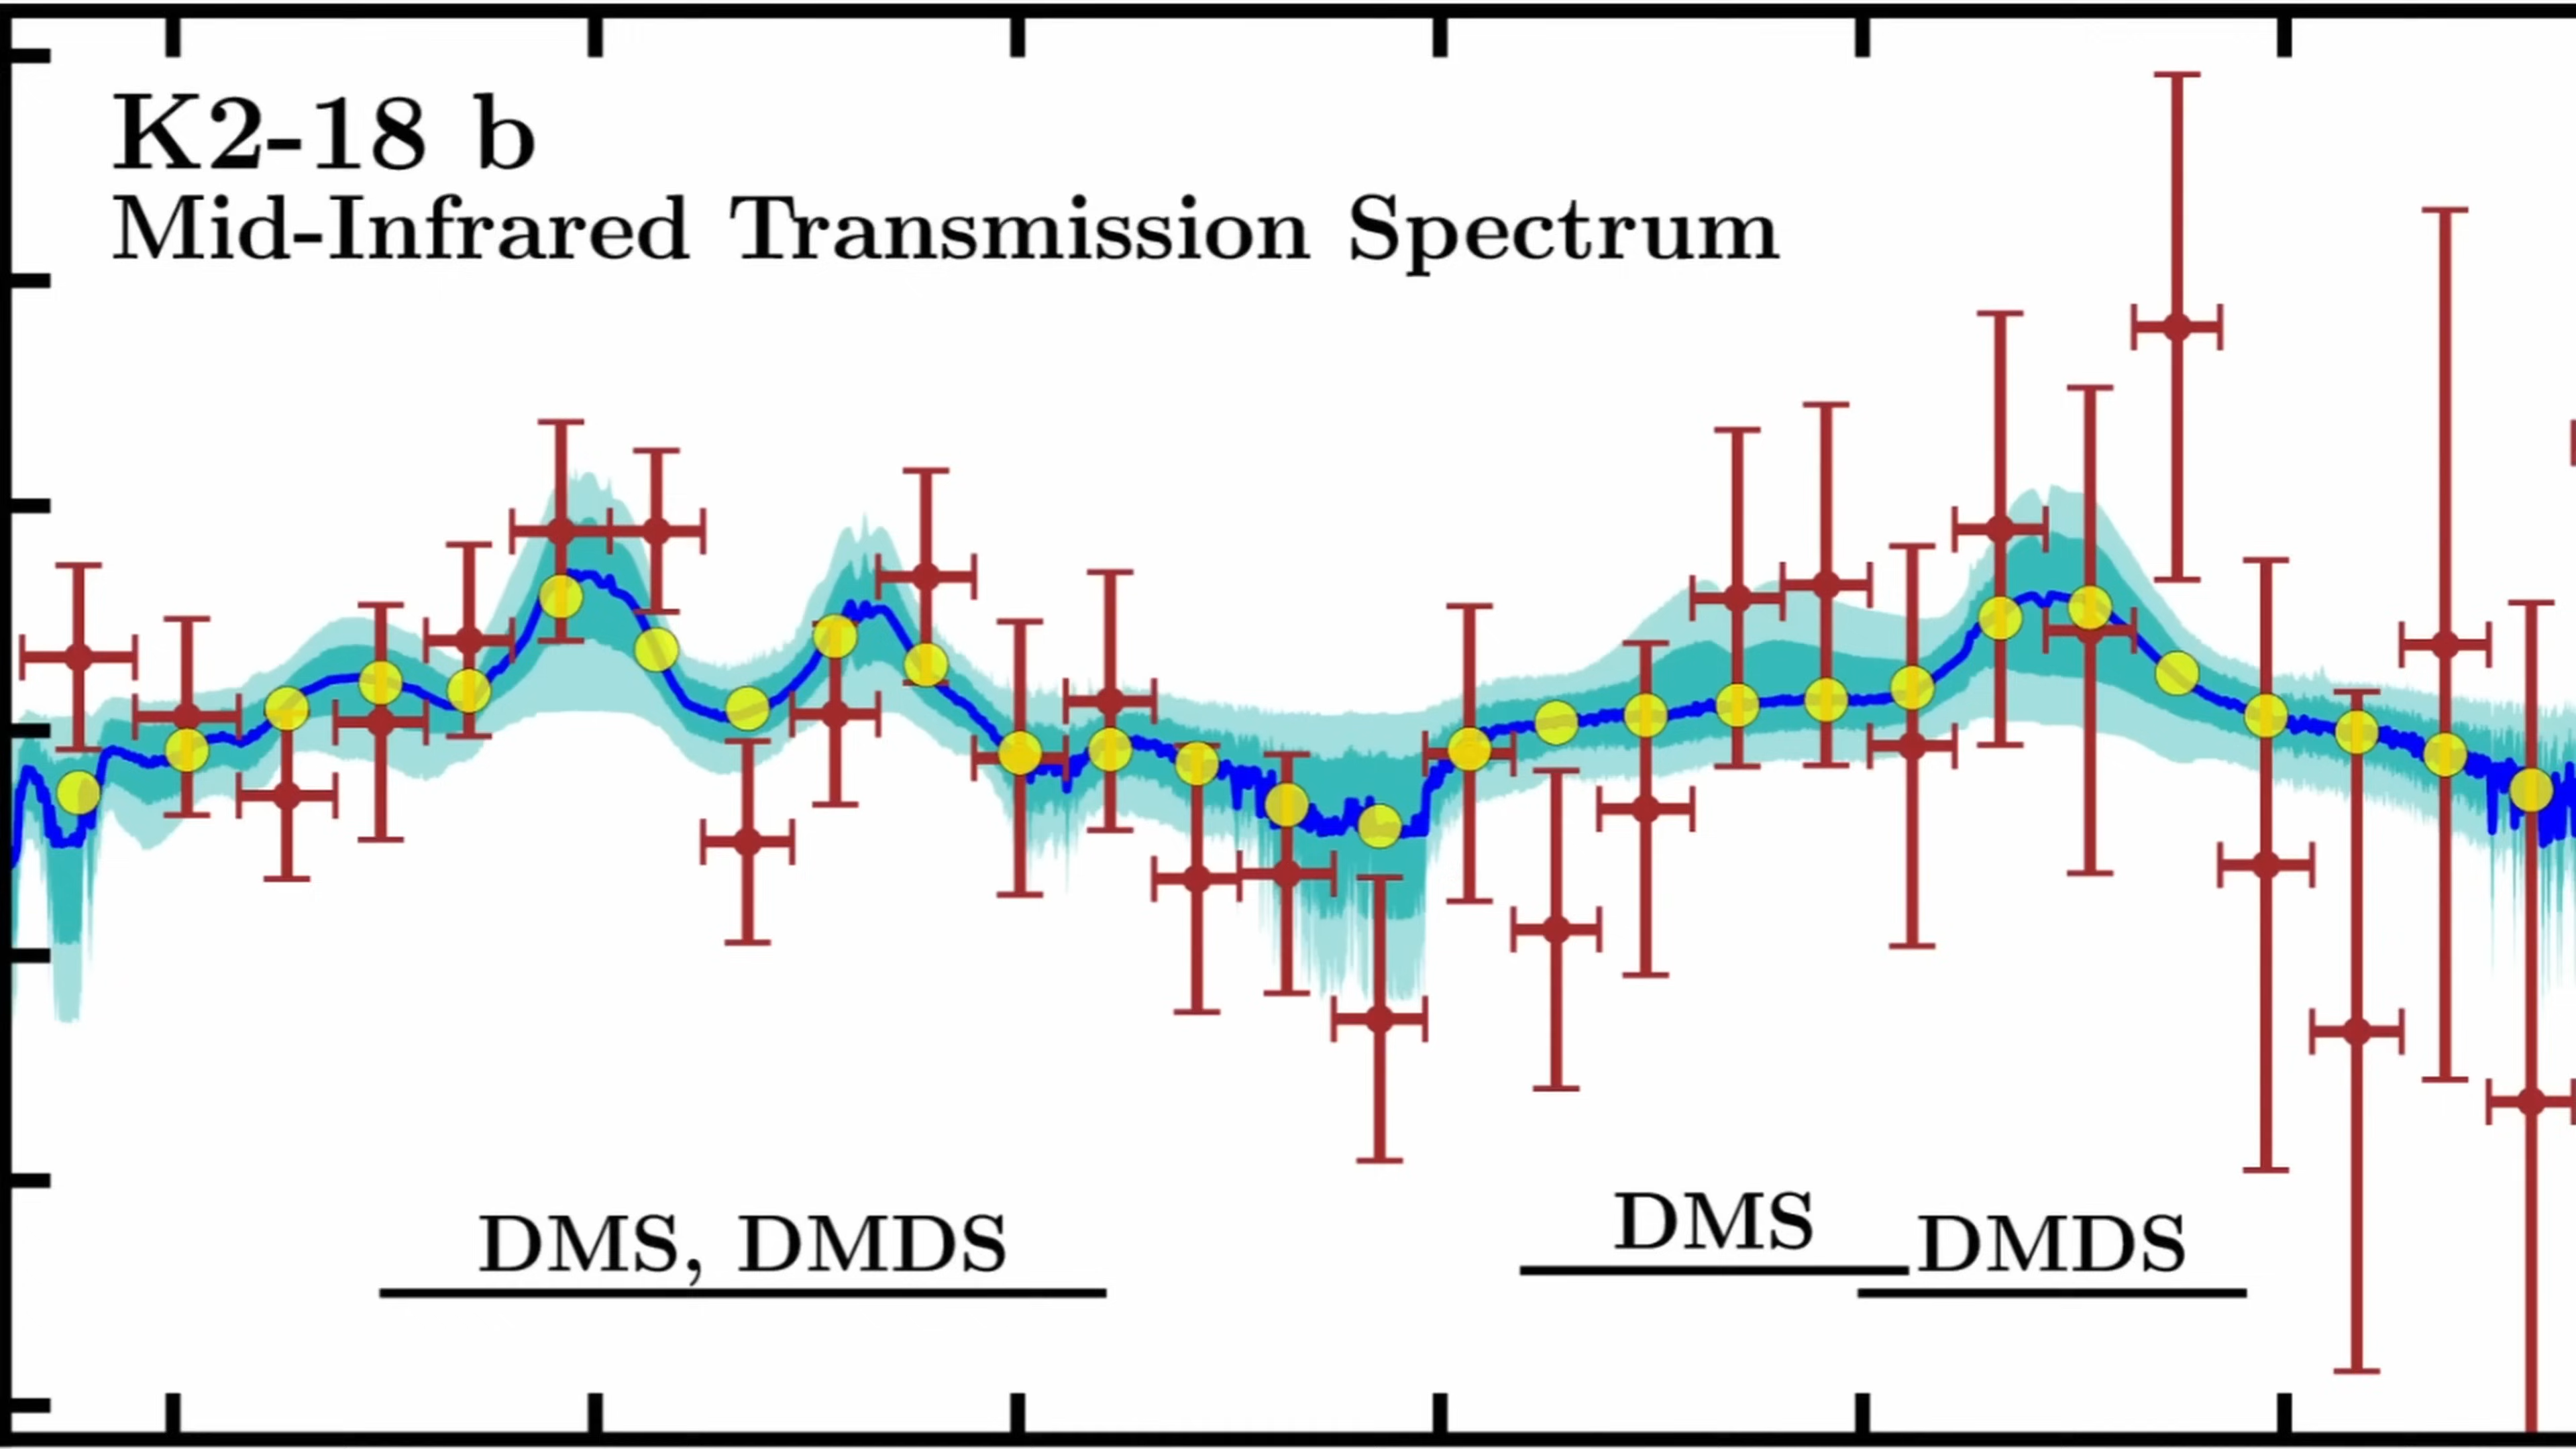 K2-18 b
Mid-Infrared Transmission Spectrum
DMS, DMDS
DMS
DMDS